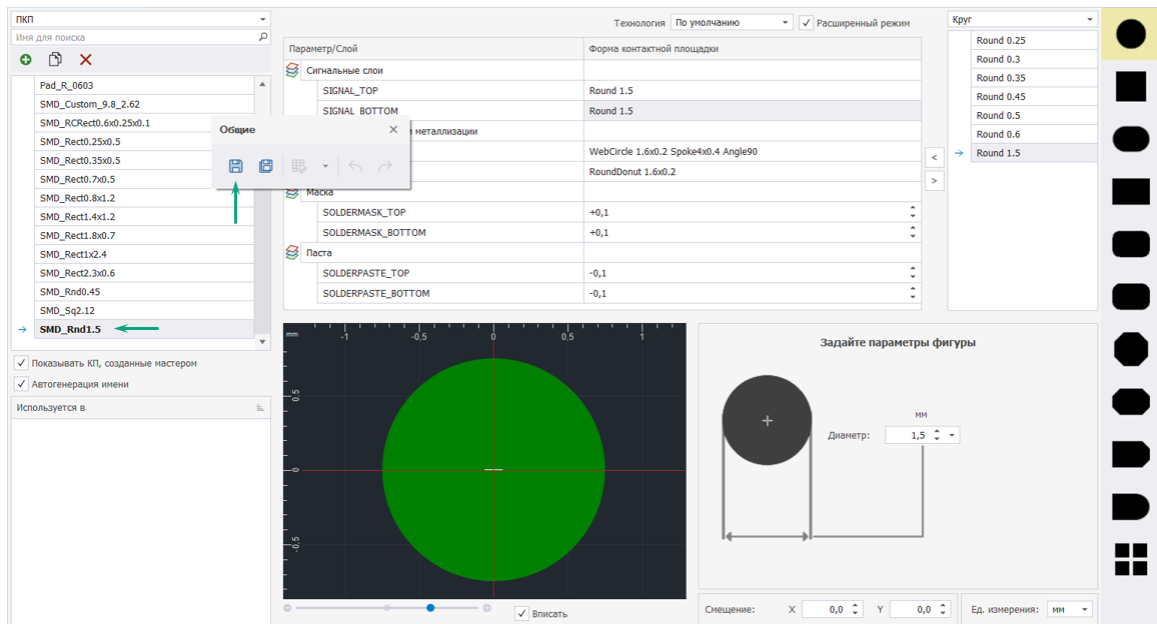 ПКП
Имя для поиска
Pad_R_0603
SMD_Custom_9.8_2.62
SMD_RCRect0.6x0.25x0.1
SMD_Rect0.25x0.5
SMD_Rect0.35x0.5
SMD_Rect0.7x0.5
SMD_Rect0.8x1.2
SMD_Rect1.4x1.2
SMD_Rect1.8x0.7
SMD_Rect1x2.4
SMD_Rect2.3x0.6
SMD_Rnd0.45
SMD_Sq2.12
SMD_Rnd1.5
Показывать КП, созданные мастером
Автогенерация имени
Используется в
Общие
Технология По умолчанию Расширенный режим
Параметр/Слой Форма контактной площадки
Сигнальные слои
SIGNAL_TOP Round 1.5
SIGNAL_BOTTOM Round 1.5
металлизации
WebCircle 1.6x0.2 Spoke4x0.4 Angle90
RoundDonut 1.6x0.2
Маска
SOLDERMASK_TOP +0,1
SOLDERMASK_BOTTOM +0,1
Паста
SOLDERPASTE_TOP -0,1
SOLDERPASTE_BOTTOM -0,1
< 
>
Круг
Round 0.25
Round 0.3
Round 0.35
Round 0.45
Round 0.5
Round 0.6
Round 1.5
mm -1 -0,5 0 0,5 1
0,5
0
-0,5
Вписать
Задайте параметры фигуры
мм
Диаметр: 1,5
Смещение: X 0,0 Y 0,0 Ед. измерения: мм